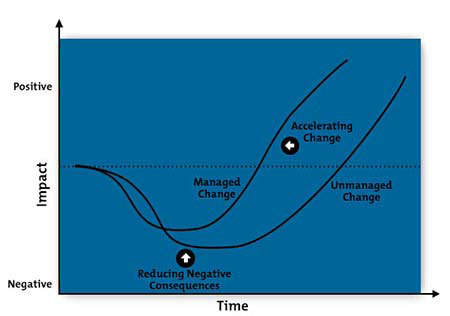 Positive
Accelerating
Change
Impact
Managed
Change
Unmanaged
Change
Reducing Negative
Consequences
Negative
Time